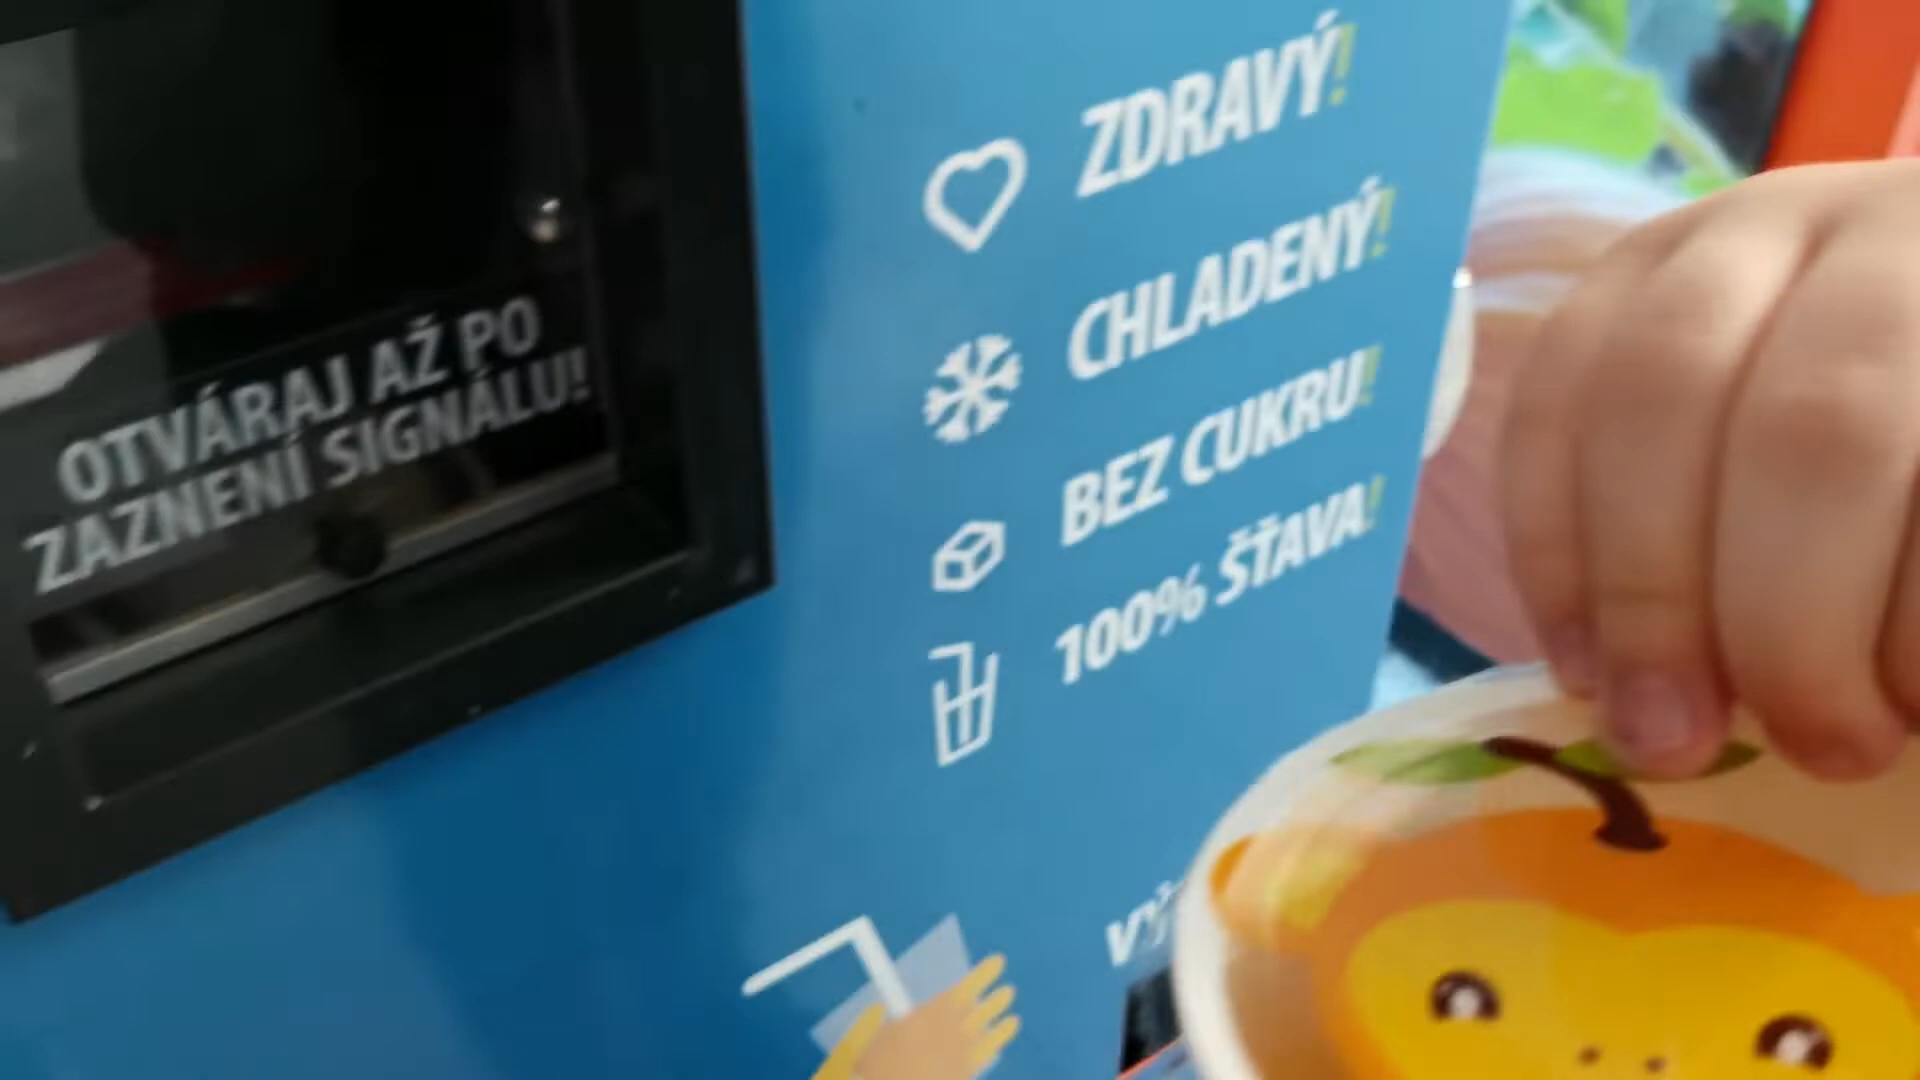 OTVÁRAJ AŽ PO
ZAZNENÍ SIGNÁLU!
ZDRAVÝ!
CHLADENÝ!
BEZ CUKRU!
100% ŠŤAVA!